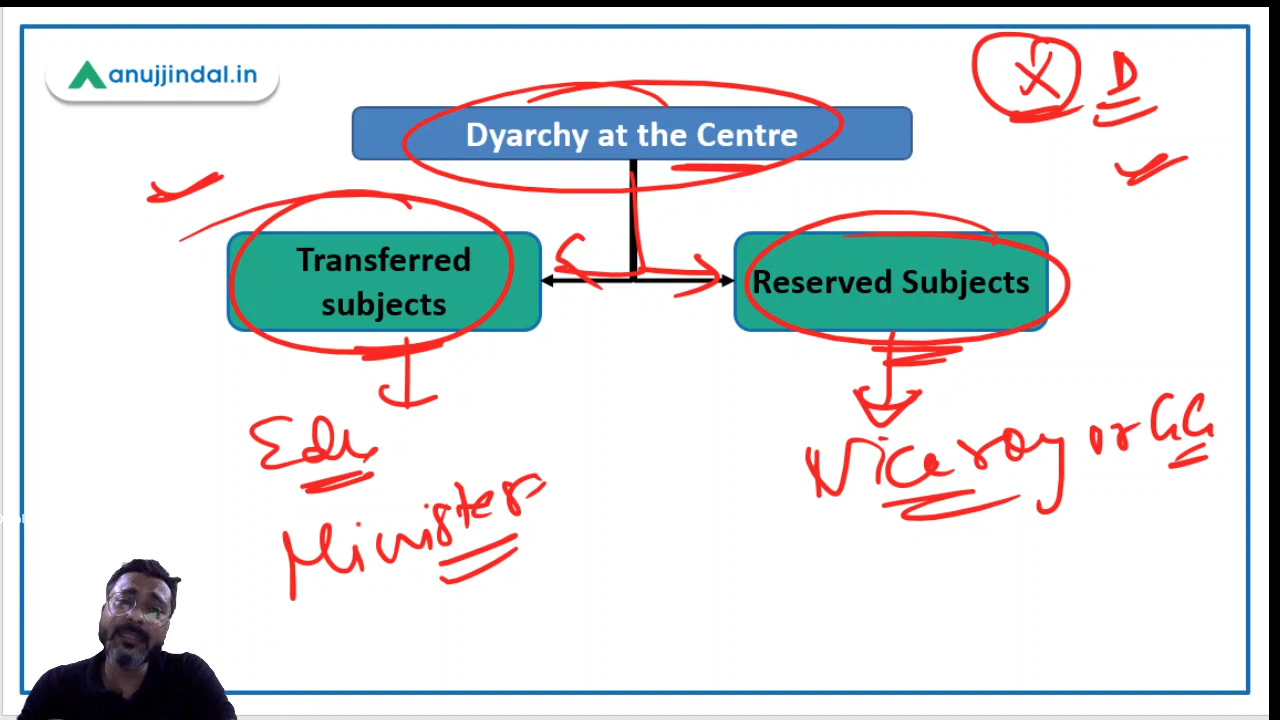 anujjindal.in
X D
Dyarchy at the Centre
Transferred
subjects
Reserved Subjects
Edu
Minister
Viceroy or GG